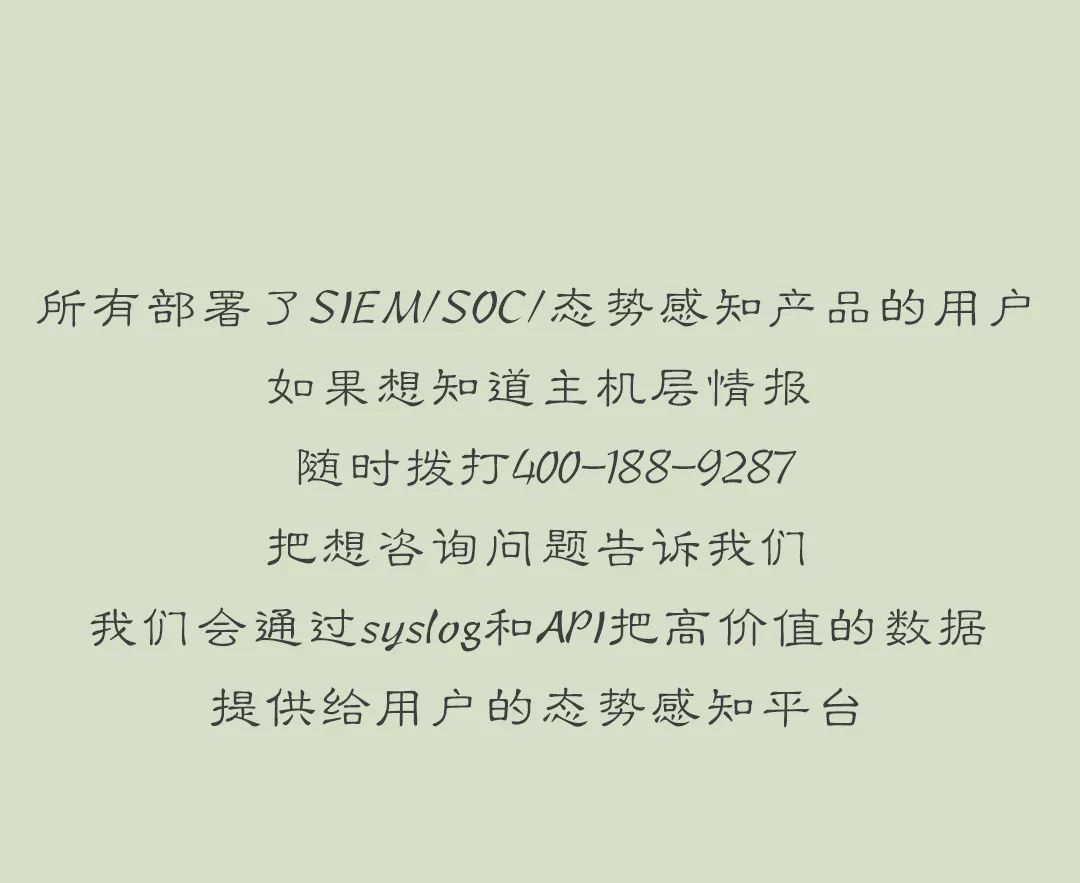 所有部署了SIEM/SOC/态势感知产品的用户
如果想知道主机层情报
随时拨打400-188-9287
把想咨询问题告诉我们
我们会通过syslog和API把高价值的数据
提供给用户的态势感知平台